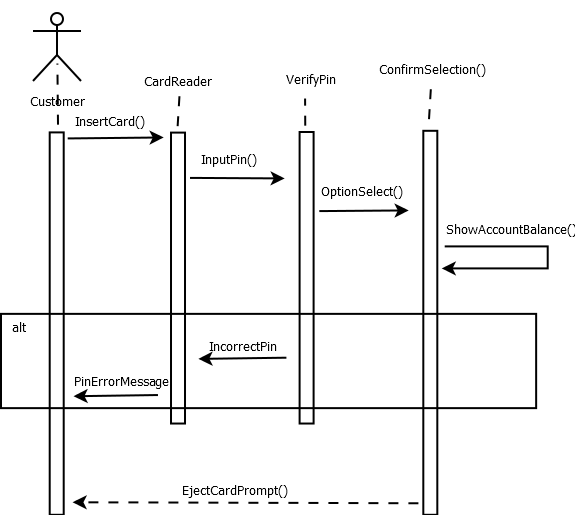 ConfirmSelection()
VerifyPin
CardReader
Customer
InsertCard()
InputPin()
OptionSelect()
ShowAccountBalance()
alt
IncorrectPin
PinErrorMessage
EjectCardPrompt()